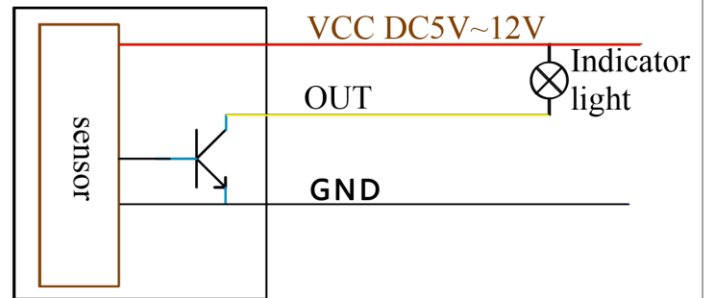 VCC DC5V~12V
Indicator
light
OUT
sensor
GND